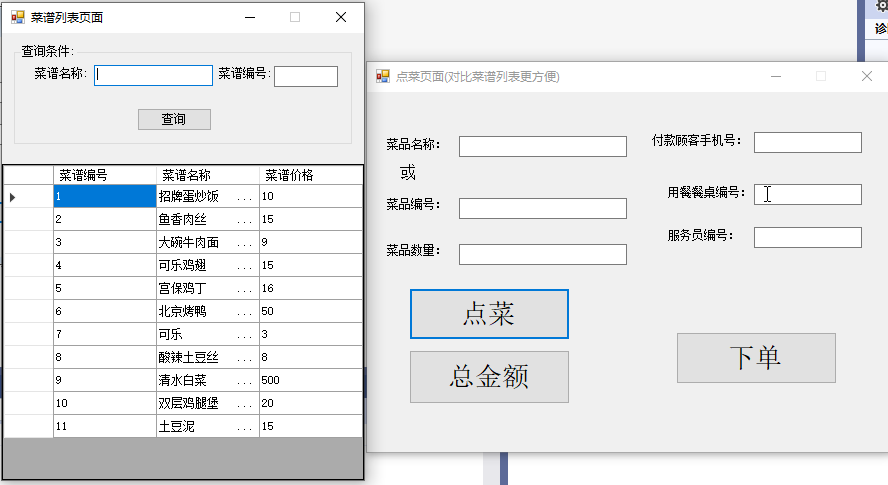 菜谱列表页面
查询条件:
菜谱名称: 菜谱编号:
查询
菜谱编号 菜谱名称 菜谱价格
1 招牌蛋炒饭 ... 10
2 鱼香肉丝 ... 15
3 大碗牛肉面 ... 9
4 可乐鸡翅 ... 15
5 宫保鸡丁 ... 16
6 北京烤鸭 ... 50
7 可乐 ... 3
8 酸辣土豆丝 ... 8
9 清水白菜 ... 500
10 双层鸡腿堡 ... 20
11 土豆泥 ... 15
点菜页面(对比菜谱列表更方便)
菜品名称:
或
菜品编号:
菜品数量:
点菜
总金额
付款顾客手机号:
用餐餐桌编号:
服务员编号:
下单
诊